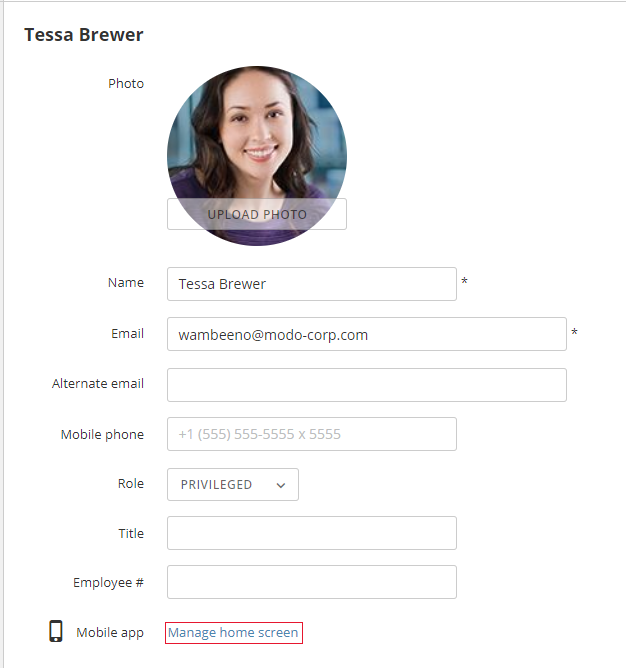 Tessa Brewer
Photo
UPLOAD PHOTO
Name Tessa Brewer *
Email wambeeno@modo-corp.com *
Alternate email
Mobile phone +1 (555) 555-5555 x 5555
Role PRIVILEGED
Title
Employee #
Mobile app Manage home screen